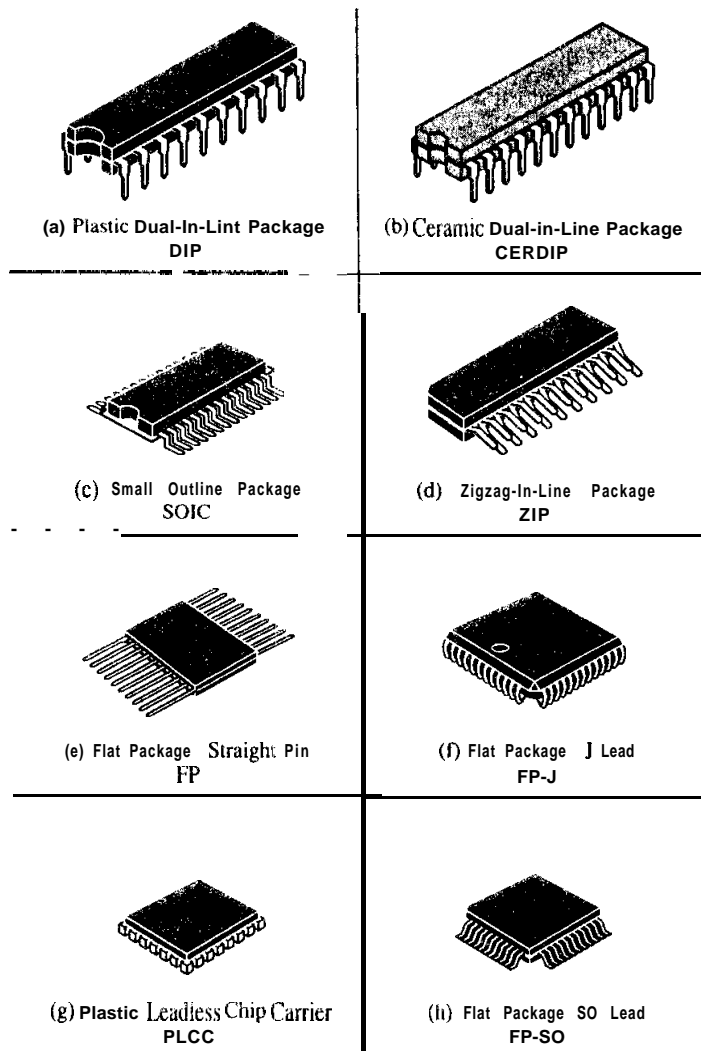 (a) Plastic Dual-In-Lint Package
DIP
(b) Ceramic Dual-in-Line Package
CERDIP
(c) Small Outline Package
SOIC
(d) Zigzag-In-Line Package
ZIP
(e) Flat Package Straight Pin
FP
(f) Flat Package J Lead
FP-J
(g) Plastic Leadless Chip Carrier
PLCC
(h) Flat Package SO Lead
FP-SO